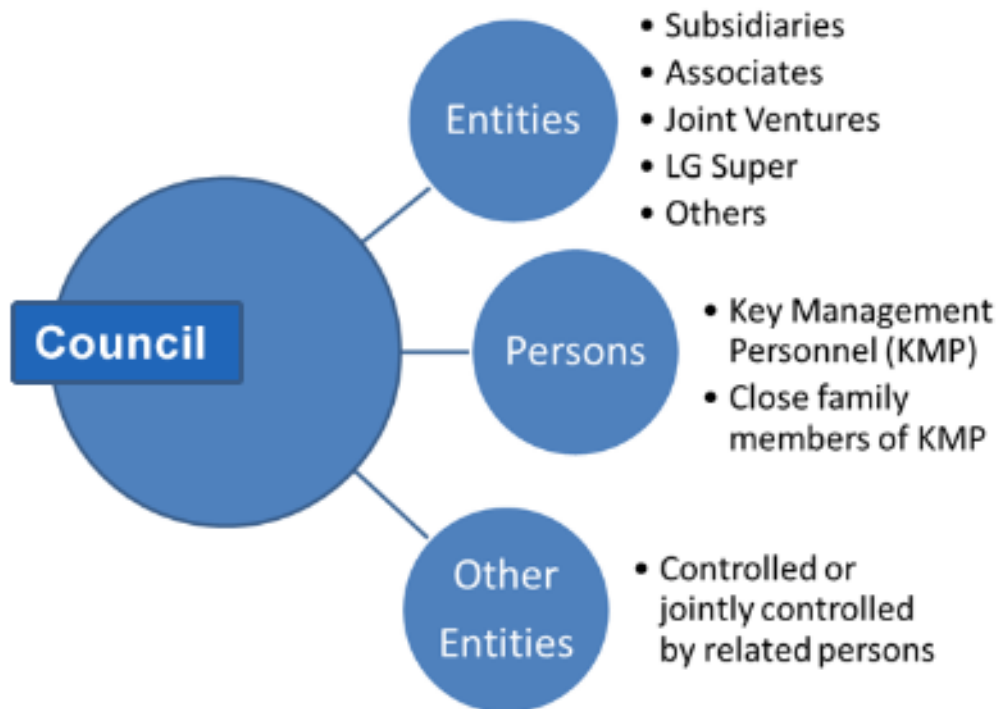 Council
Entities
• Subsidiaries
• Associates
• Joint Ventures
• LG Super
• Others
Persons
• Key Management
Personnel (KMP)
• Close family
members of KMP
Other
Entities
• Controlled or
jointly controlled
by related persons